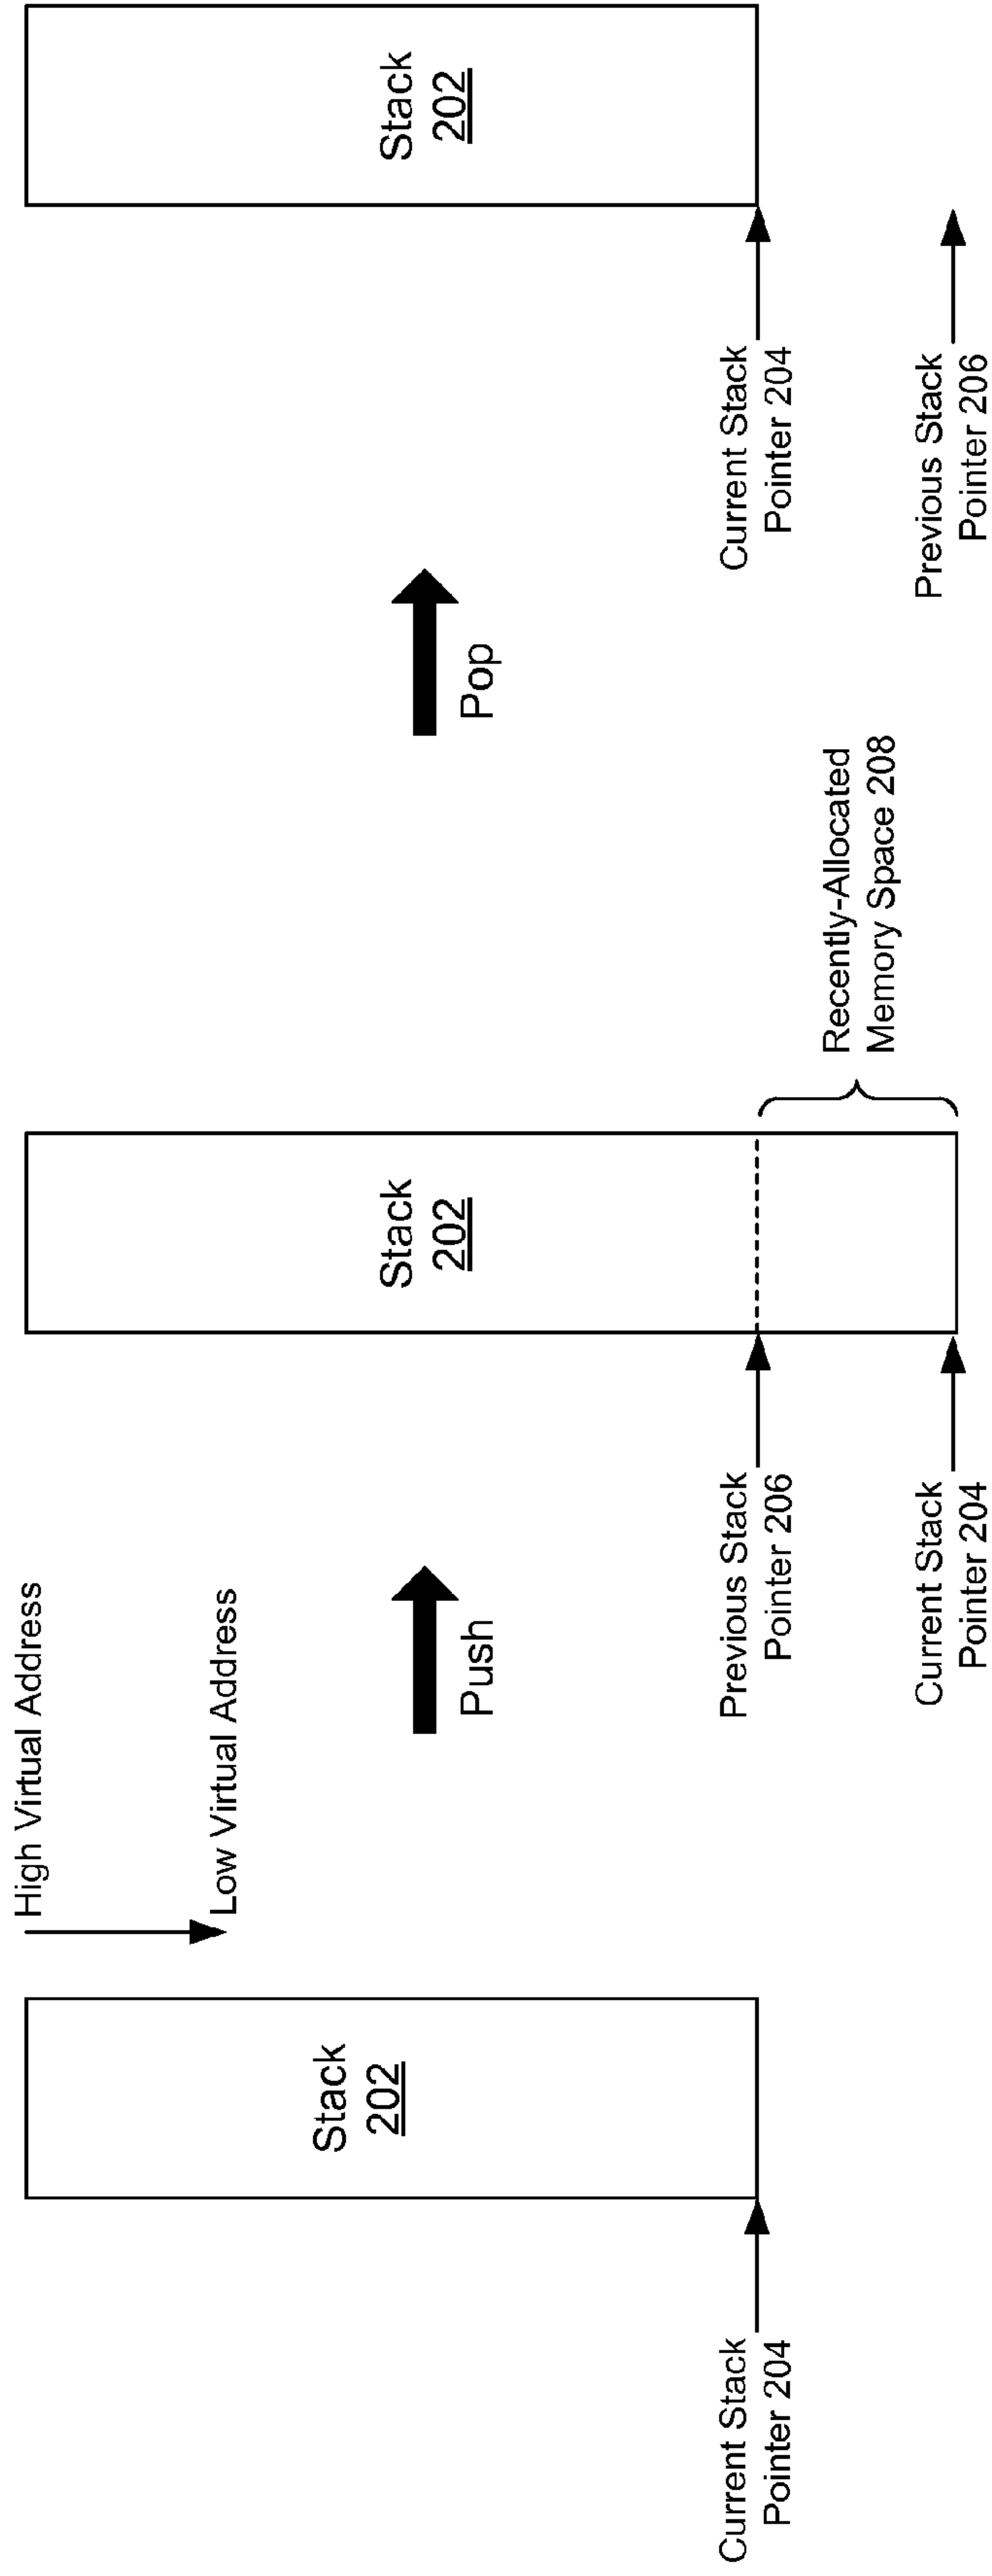 High Virtual Address
Low Virtual Address
Stack
202
Current Stack
Pointer 204
Push
Stack
202
Previous Stack
Pointer 206
Current Stack
Pointer 204
Recently-Allocated
Memory Space 208
Pop
Stack
202
Current Stack
Pointer 204
Previous Stack
Pointer 206